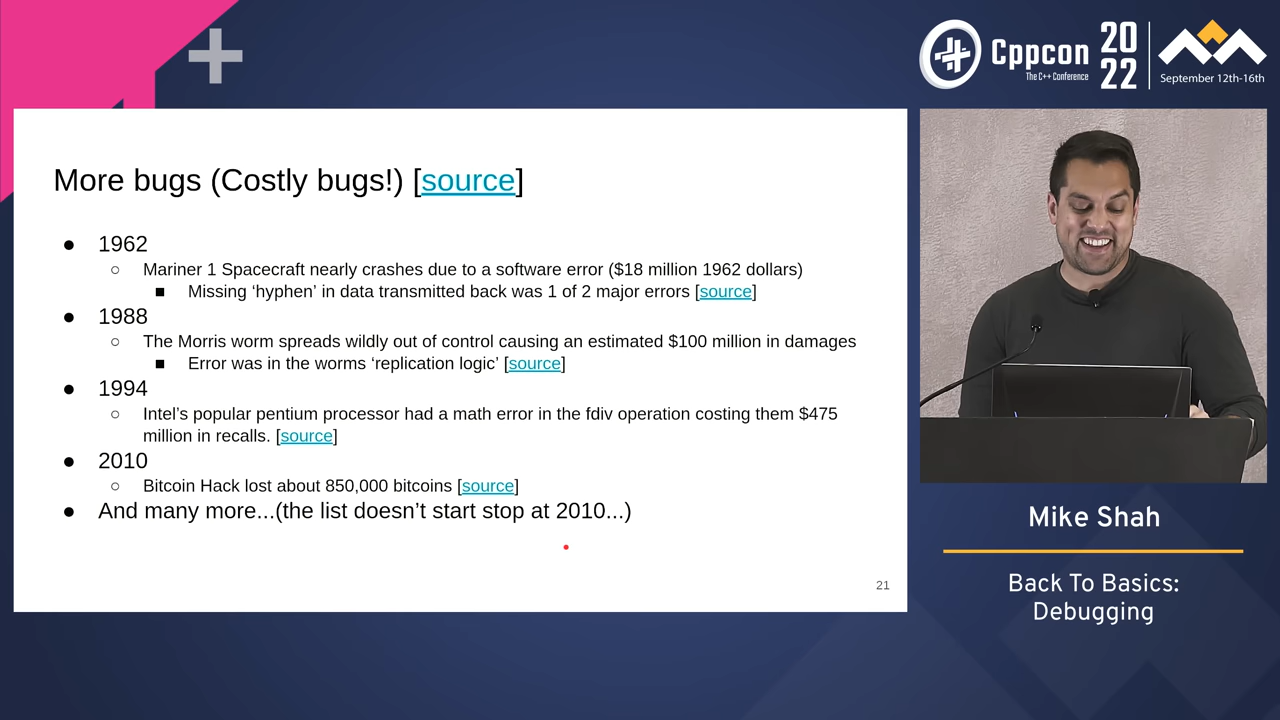 Cppcon
The C++ Conference
20
22
September 12th-16th
More bugs (Costly bugs!) [source]
● 1962
○ Mariner 1 Spacecraft nearly crashes due to a software error ($18 million 1962 dollars)
■ Missing ‘hyphen’ in data transmitted back was 1 of 2 major errors [source]
● 1988
○ The Morris worm spreads wildly out of control causing an estimated $100 million in damages
■ Error was in the worms ‘replication logic’ [source]
● 1994
○ Intel’s popular pentium processor had a math error in the fdiv operation costing them $475
million in recalls. [source]
● 2010
○ Bitcoin Hack lost about 850,000 bitcoins [source]
● And many more...(the list doesn’t start stop at 2010...)
21
Mike Shah
Back To Basics:
Debugging